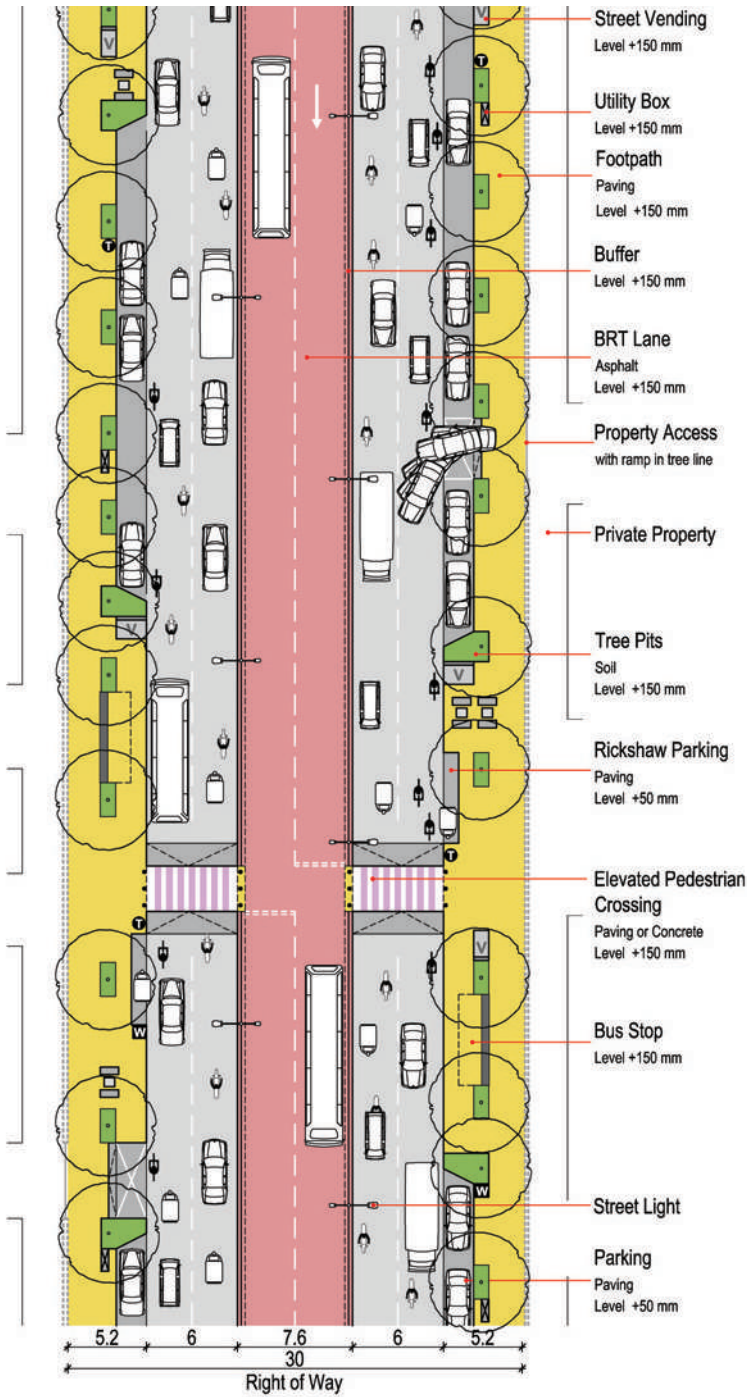 Street Vending
Level +150 mm
Utility Box
Level +150 mm
Footpath
Paving
Level +150 mm
Buffer
Level +150 mm
BRT Lane
Asphalt
Level +150 mm
Property Access
with ramp in tree line
Private Property
Tree Pits
Soil
Level +150 mm
Rickshaw Parking
Paving
Level +50 mm
Elevated Pedestrian
Crossing
Paving or Concrete
Level +150 mm
Bus Stop
Level +150 mm
Street Light
Parking
Paving
Level +50 mm
V
V
T
T
V
V
T
T
V
W
W
5.2 6 7.6 6 5.2
30
Right of Way